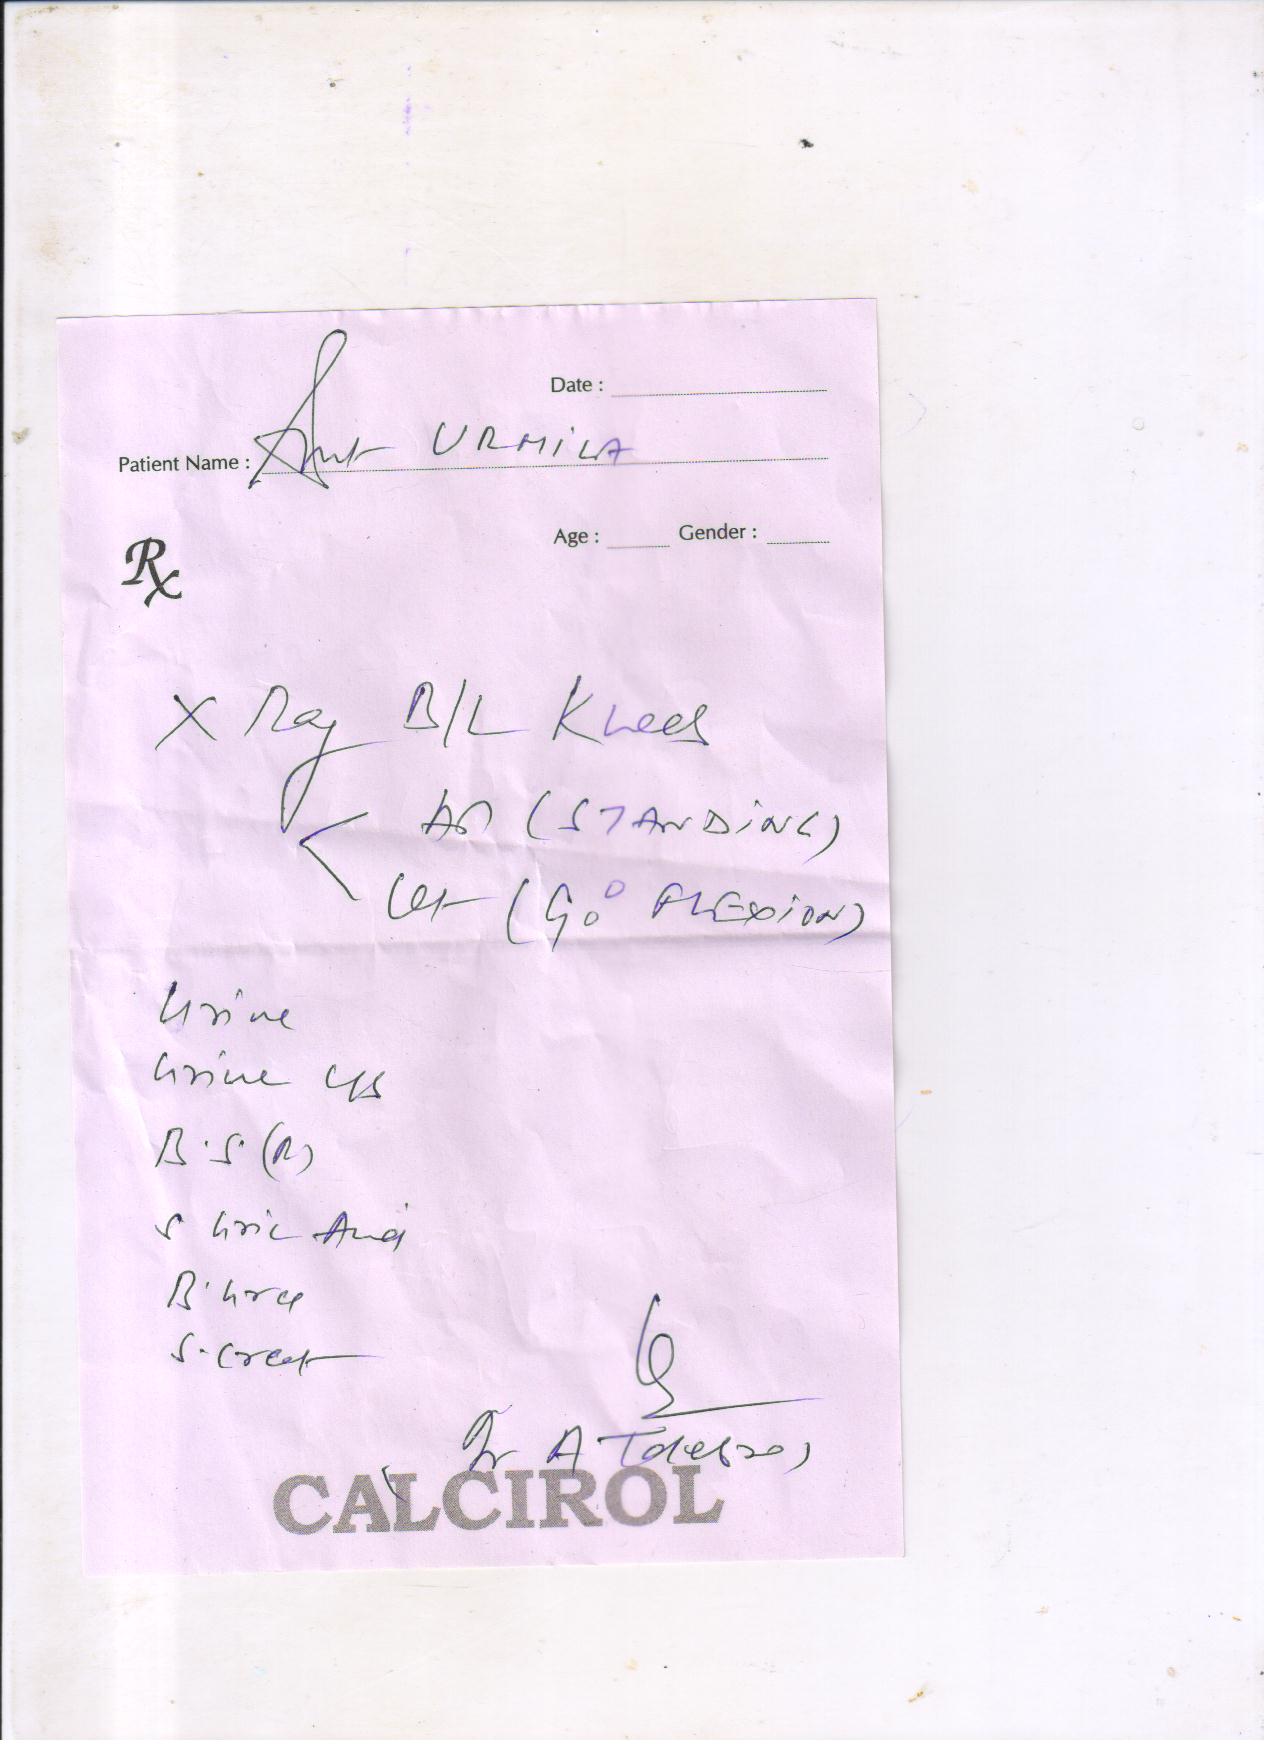 Date :
Patient Name : Smt URMILA
Age : Gender :
Rx
X Ray B/L Knees
AP (STANDING)
Lat (90° FLEXION)
Urine
Urine c/s
B.S (R)
S Uric Acid
B. Urea
S. Creat
Dr A
CALCIROL